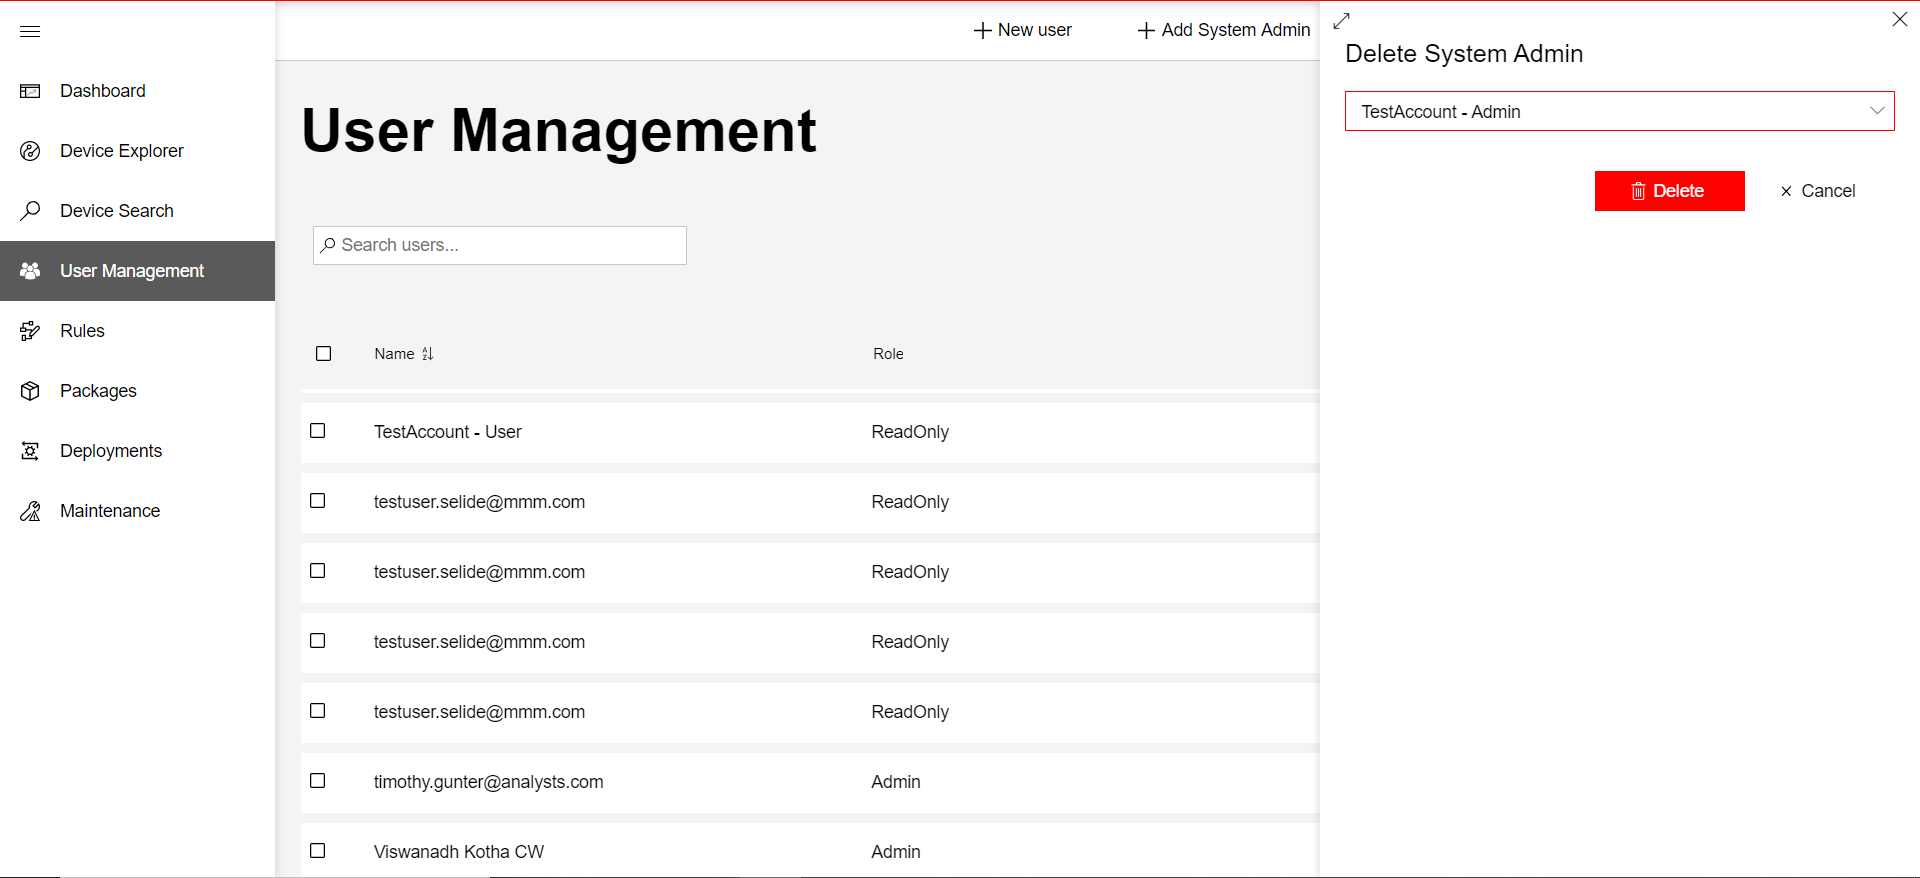 Dashboard
Device Explorer
Device Search
User Management
Rules
Packages
Deployments
Maintenance
New user
Add System Admin
User Management
Search users...
Name
Role
TestAccount - User
ReadOnly
testuser.selide@mmm.com
ReadOnly
testuser.selide@mmm.com
ReadOnly
testuser.selide@mmm.com
ReadOnly
testuser.selide@mmm.com
ReadOnly
timothy.gunter@analysts.com
Admin
Viswanadh Kotha CW
Admin
Delete System Admin
TestAccount - Admin
Delete
Cancel